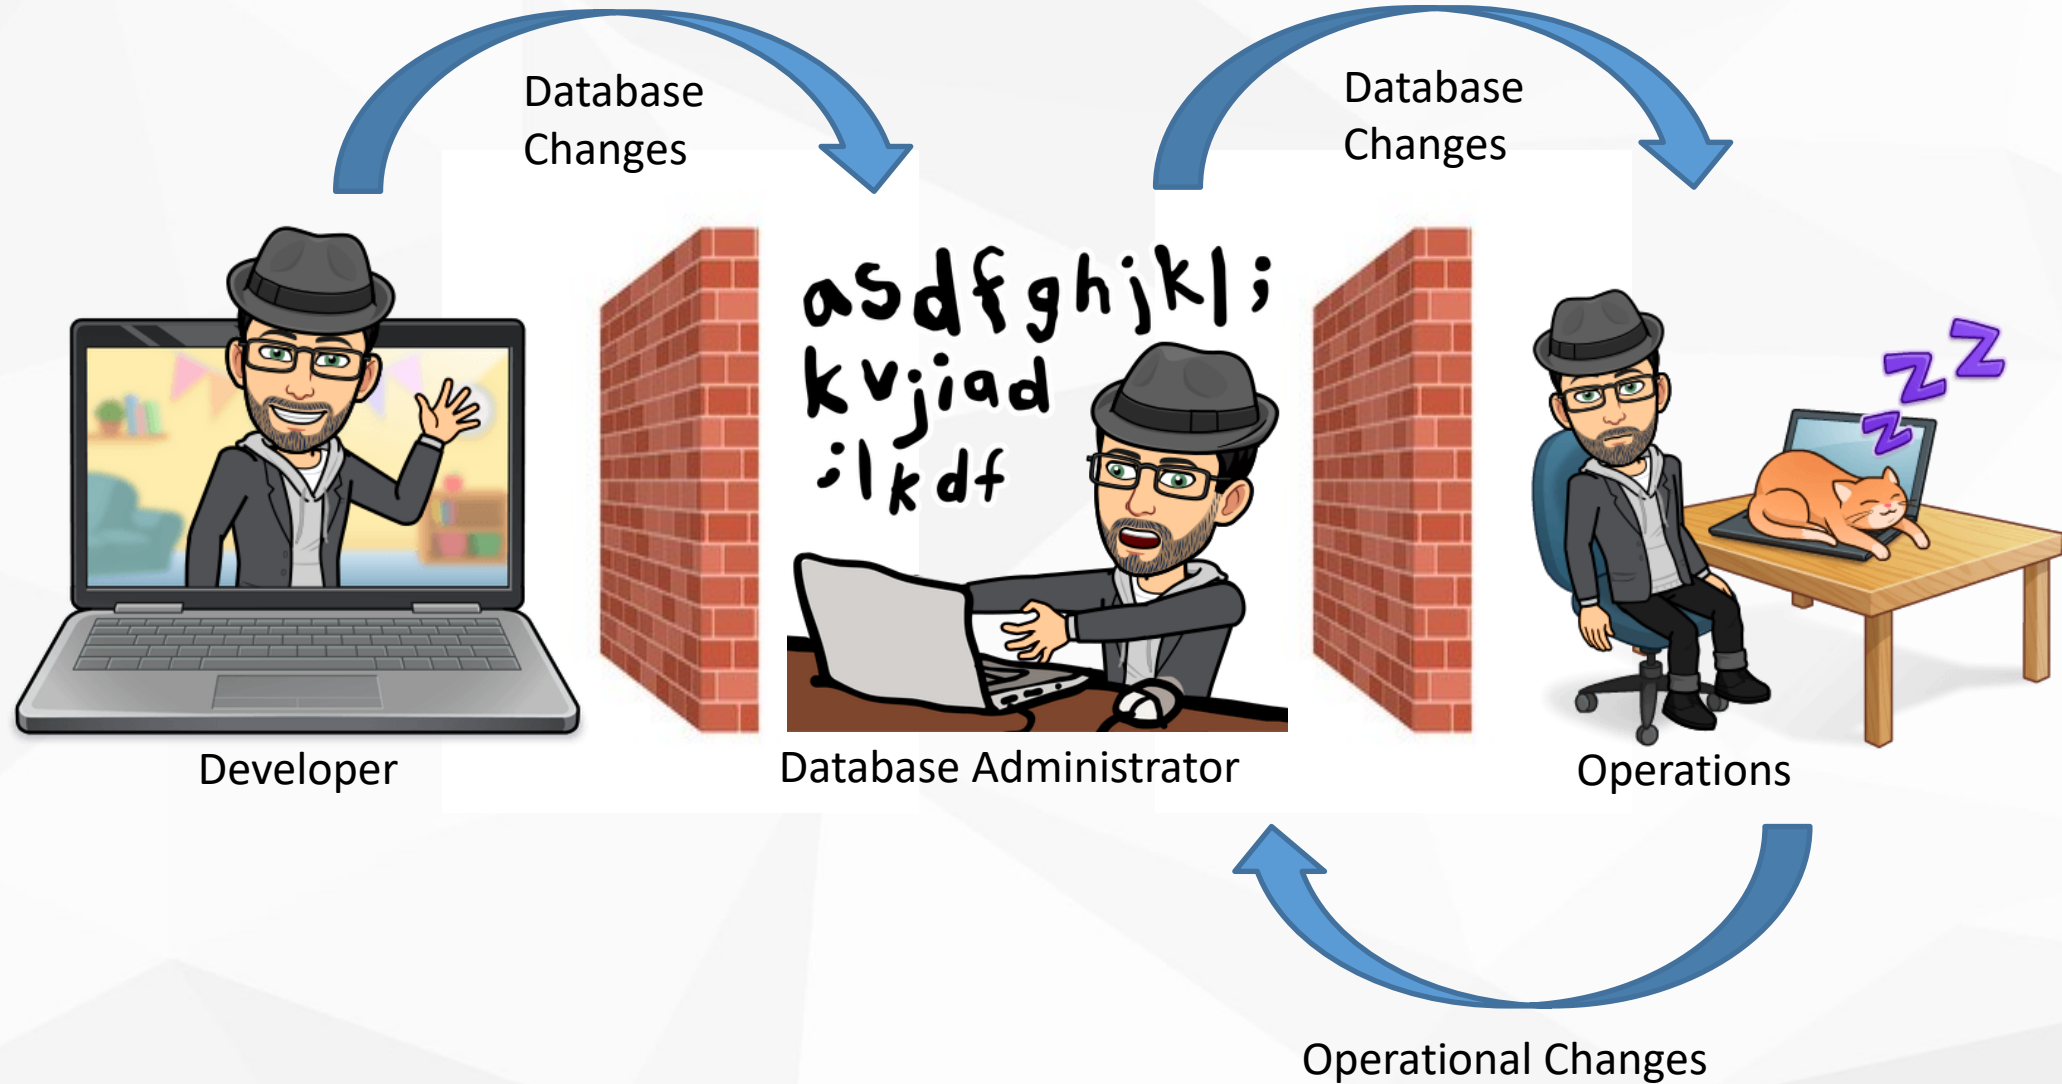 Database
Changes
Database
Changes
asdfghjkl;
kvjiad
;lkdf
z z z
Developer
Database Administrator
Operations
Operational Changes